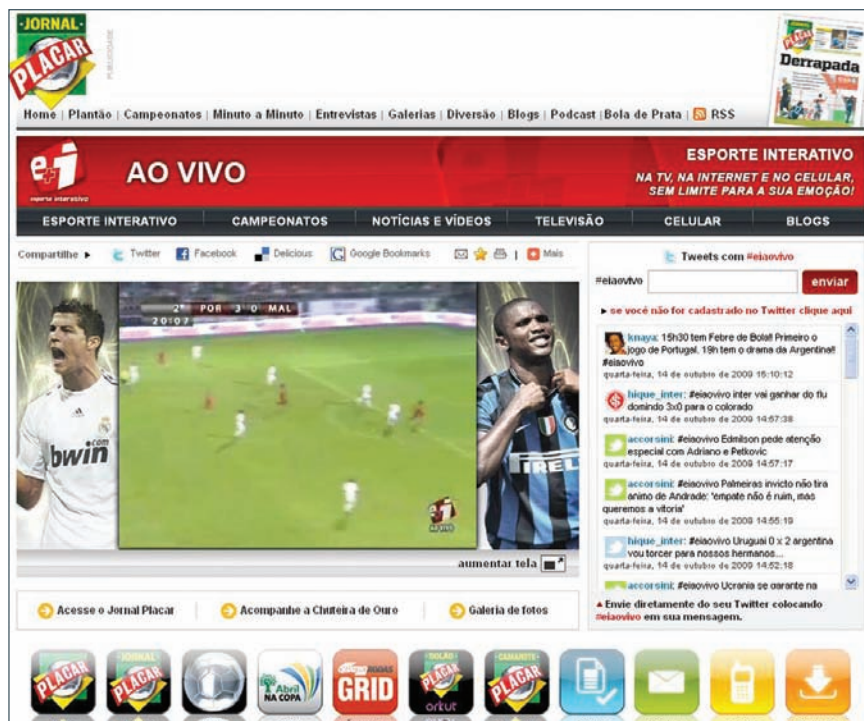 JORNAL
PLACAR
PUBLICIDADE
Derrapada
Home | Plantão | Campeonatos | Minuto a Minuto | Entrevistas | Galerias | Diversão | Blogs | Podcast | Bola de Prata | RSS
e+i
esporte interativo
AO VIVO
ESPORTE INTERATIVO
NA TV, NA INTERNET E NO CELULAR,
SEM LIMITE PARA A SUA EMOÇÃO!
ESPORTE INTERATIVO CAMPEONATOS NOTÍCIAS E VÍDEOS TELEVISÃO CELULAR BLOGS
Compartilhe Twitter Facebook Delicious Google Bookmarks | Mais
2º POR 3 0 MAL
20:07
bwin
.com
PIREL
AO VIVO
aumentar tela
Tweets com #eiaovivo
#eiaovivo enviar
se você não for cadastrado no Twitter clique aqui
knaya: 15h30 tem Febre de Bola!! Primeiro o
jogo de Portugal. 19h tem o drama da Argentina!!
#eiaovivo
quarta-feira, 14 de outubro de 2009 15:10:12
hique_inter: #eiaovivo inter vai ganhar do flu
domindo 3x0 para o colorado
quarta-feira, 14 de outubro de 2009 14:57:38
accorsini: #eiaovivo Edmilson pede atenção
especial com Adriano e Petkovic
quarta-feira, 14 de outubro de 2009 14:57:17
accorsini: #eiaovivo Palmeiras invicto não tira
animo de Andrade: 'empate não é ruim, mas
queremos a vitoria'
quarta-feira, 14 de outubro de 2009 14:55:19
hique_inter: #eiaovivo Uruguai 0 x 2 argentina
vou torcer para nossos hermanos...
quarta-feira, 14 de outubro de 2009 14:52:18
accorsini: #eiaovivo Ucrania se garante na
Envie diretamente do seu Twitter colocando
#eiaovivo em sua mensagem.
Acesse o Jornal Placar Acompanhe a Chuteira de Ouro Galeria de fotos
PLACAR
JORNAL
PLACAR
Abril
NA COPA
RODAS
GRID
BOLÃO
PLACAR
orkut
CAMAROTE
PLACAR